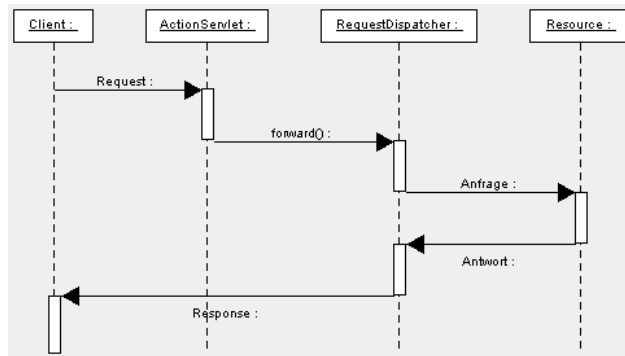 Client :
ActionServlet :
RequestDispatcher :
Resource :
Request :
forward() :
Anfrage :
Antwort :
Response :